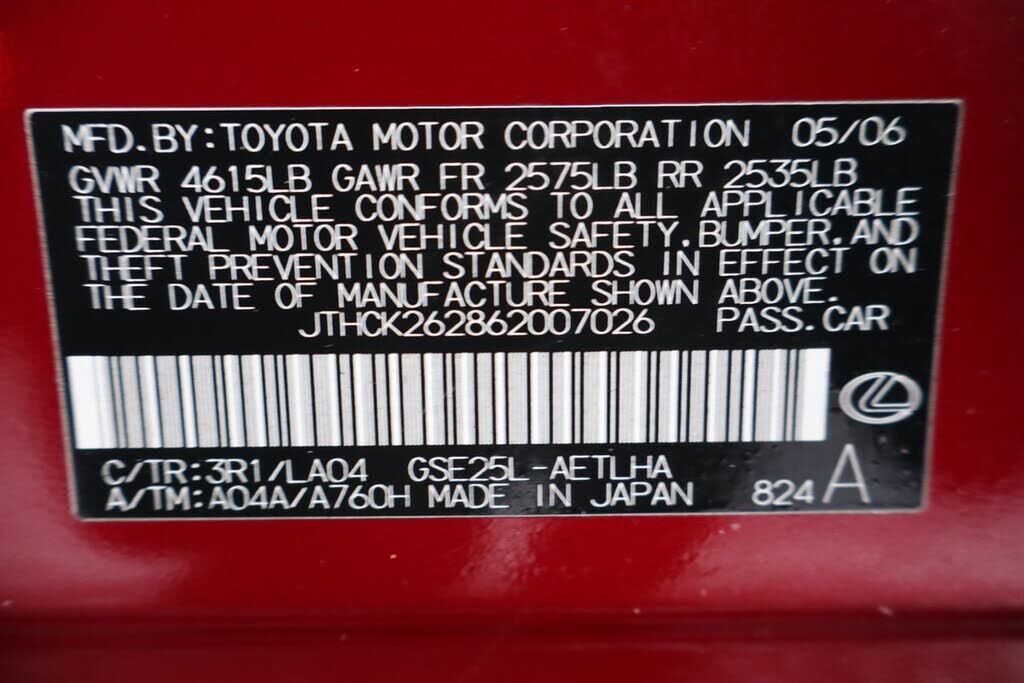 MFD.BY:TOYOTA MOTOR CORPORATION 05/06
GVWR 4615LB GAWR FR 2575LB RR 2535LB
THIS VEHICLE CONFORMS TO ALL APPLICABLE
FEDERAL MOTOR VEHICLE SAFETY.BUMPER.AND
THEFT PREVENTION STANDARDS IN EFFECT ON
THE DATE OF MANUFACTURE SHOWN ABOVE.
JTHCK262862007026 PASS.CAR
C/TR:3R1/LA04 GSE25L-AETLHA
A/TM:A04A/A760H MADE IN JAPAN 824 A